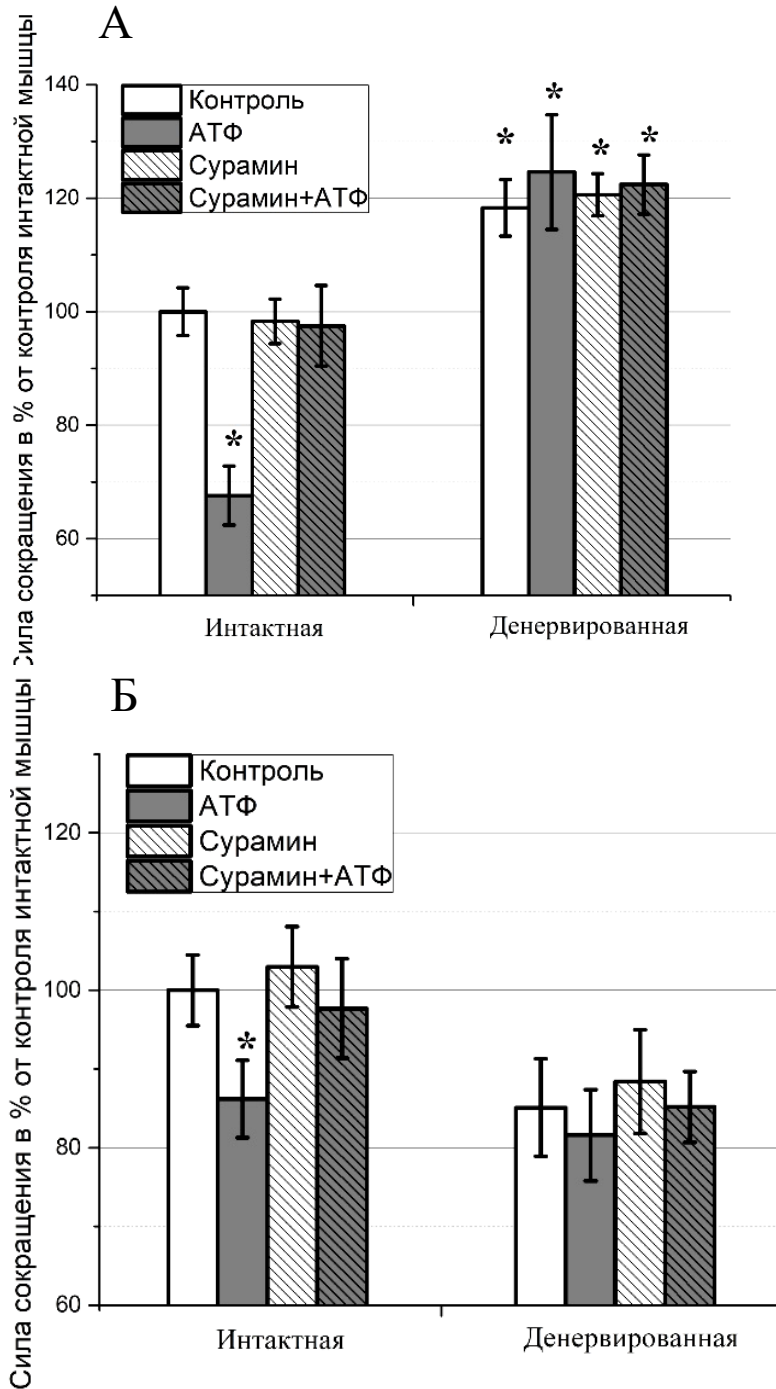 А
Сила сокращения в % от контроля интактной мышцы
140
120
100
80
60
Контроль
АТФ
Сурамин
Сурамин+АТФ
*
*
*
*
*
Интактная
Денервированная
Б
Сила сокращения в % от контроля интактной мышцы
120
100
80
60
Контроль
АТФ
Сурамин
Сурамин+АТФ
*
Интактная
Денервированная